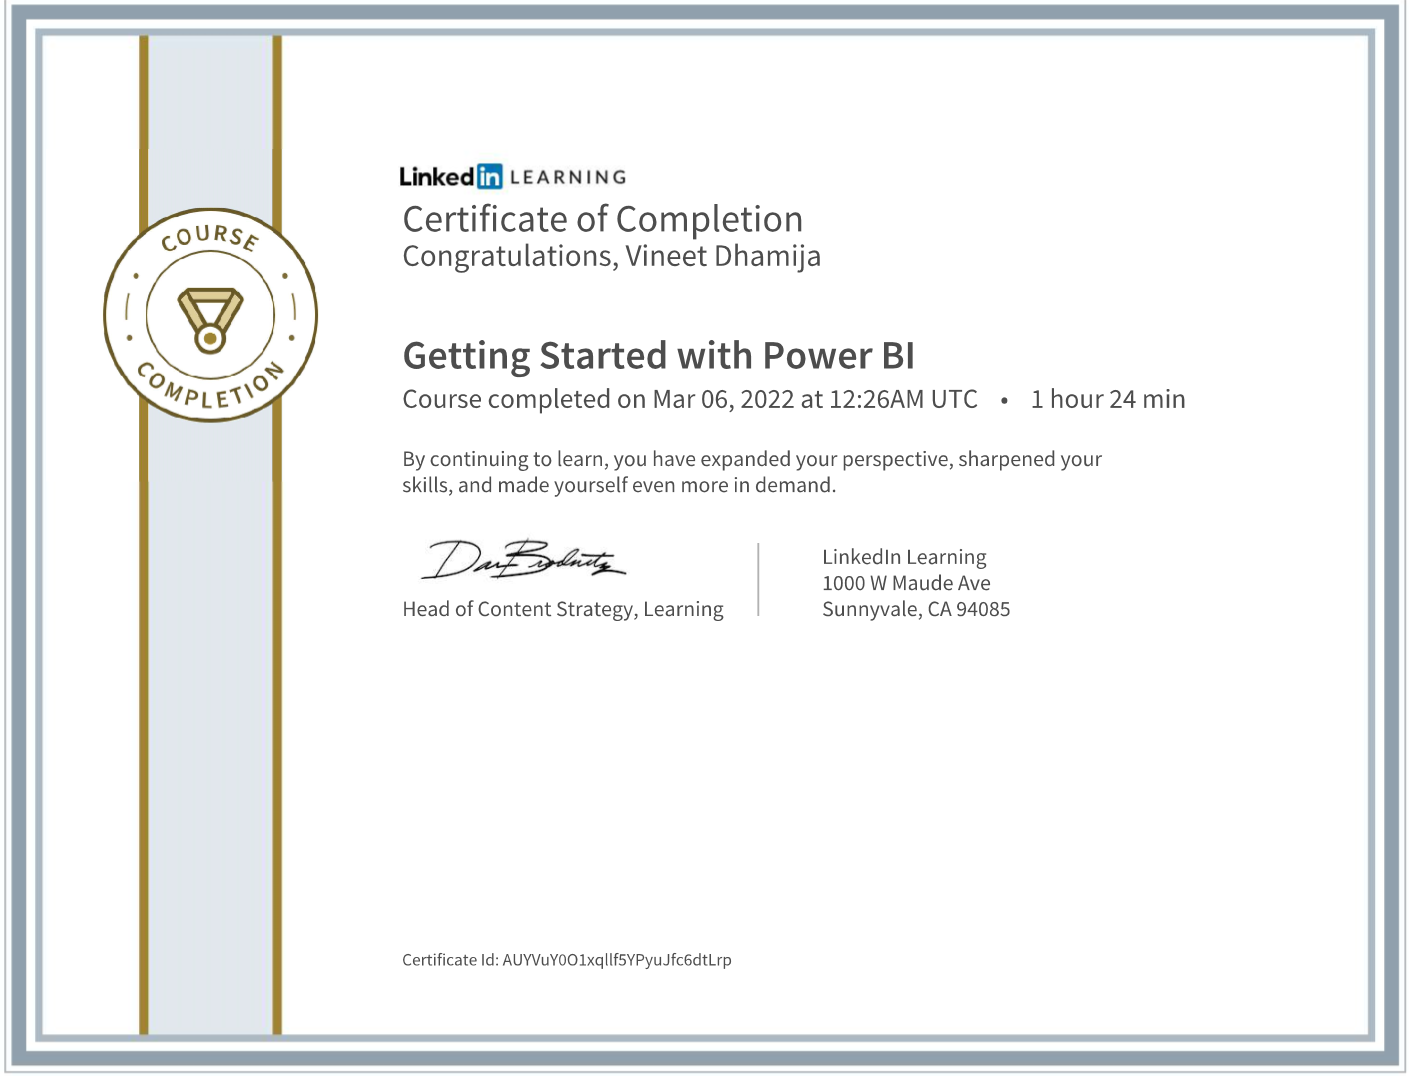 COURSE
COMPLETION
Linked in LEARNING
Certificate of Completion
Congratulations, Vineet Dhamija
Getting Started with Power BI
Course completed on Mar 06, 2022 at 12:26AM UTC • 1 hour 24 min
By continuing to learn, you have expanded your perspective, sharpened your
skills, and made yourself even more in demand.
Head of Content Strategy, Learning
LinkedIn Learning
1000 W Maude Ave
Sunnyvale, CA 94085
Certificate Id: AUYVuY0O1xqllf5YPyuJfc6dtLrp